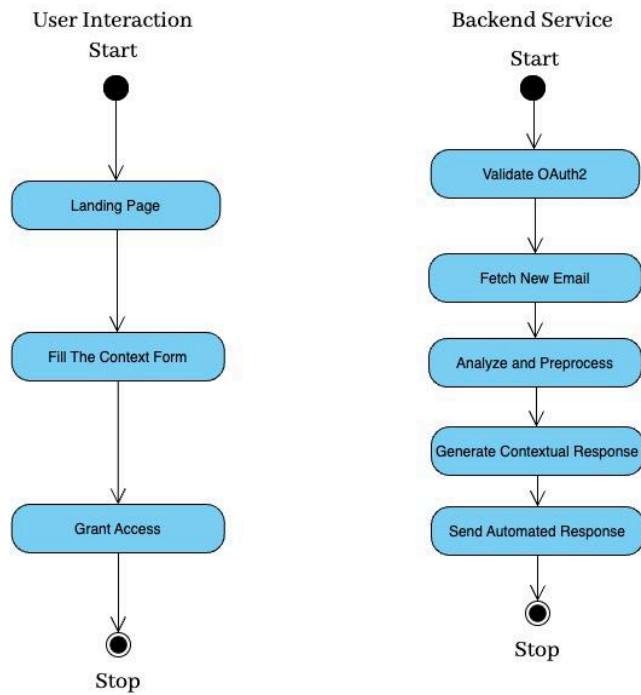 User Interaction
Start
Landing Page
Fill The Context Form
Grant Access
Stop
Backend Service
Start
Validate OAuth2
Fetch New Email
Analyze and Preprocess
Generate Contextual Response
Send Automated Response
Stop